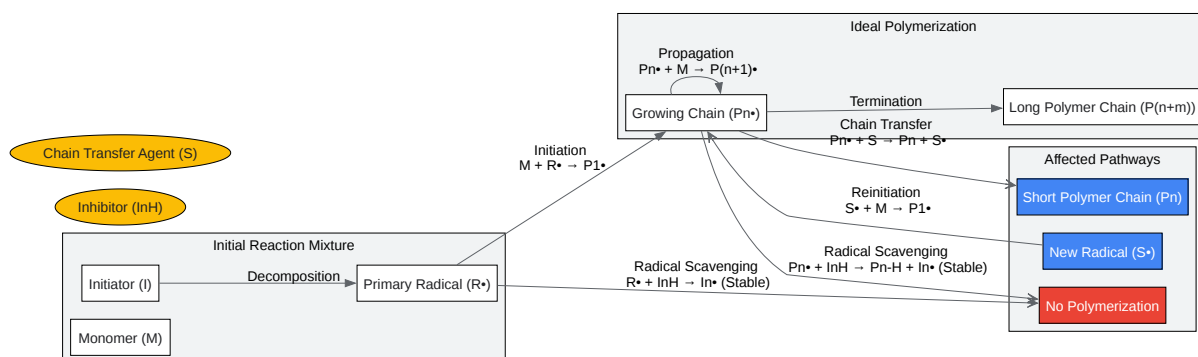 Ideal Polymerization
Propagation
Pn• + M → P(n+1)•
Growing Chain (Pn•)
Termination
Long Polymer Chain (P(n+m))
Chain Transfer
Pn• + S → Pn + S•
Chain Transfer Agent (S)
Inhibitor (InH)
Initiation
M + R• → P1•
Affected Pathways
Short Polymer Chain (Pn)
Reinitiation
S• + M → P1•
New Radical (S•)
Initial Reaction Mixture
Initiator (I)
Decomposition
Primary Radical (R•)
Monomer (M)
Radical Scavenging
R• + InH → In• (Stable)
Radical Scavenging
Pn• + InH → Pn-H + In• (Stable)
No Polymerization